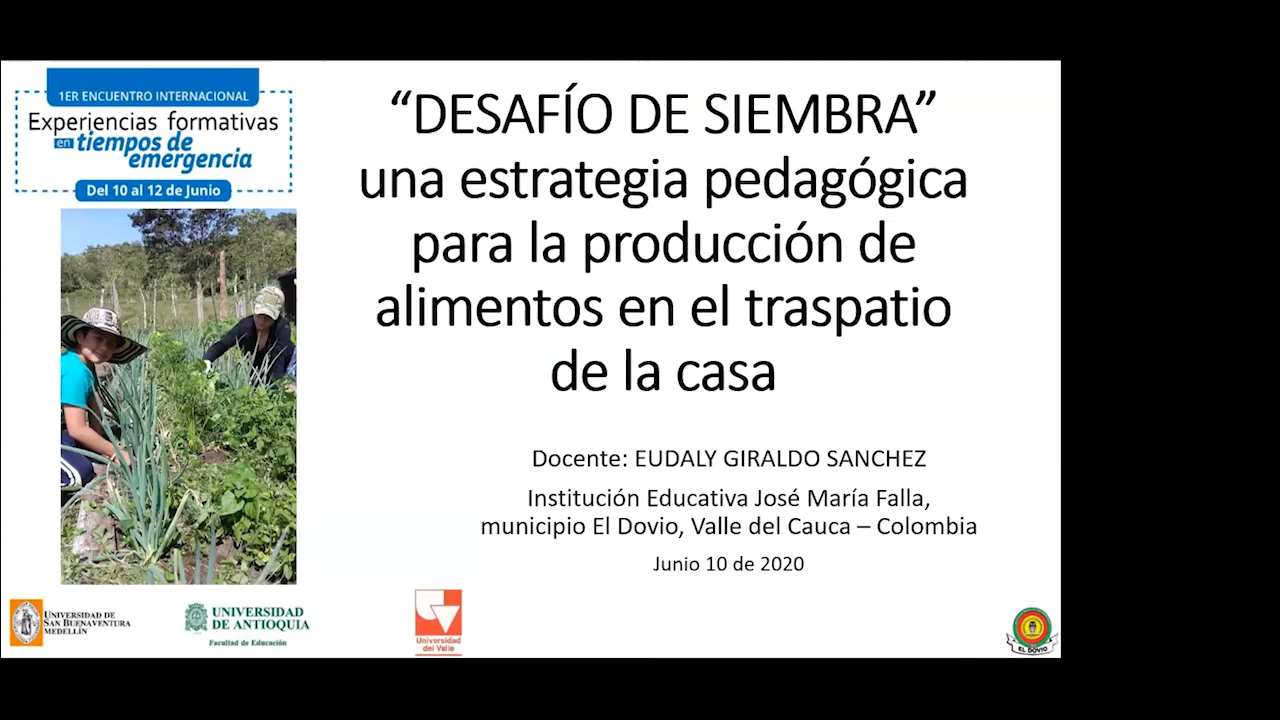 1ER ENCUENTRO INTERNACIONAL
Experiencias formativas
en tiempos de
emergencia
Del 10 al 12 de Junio
“DESAFÍO DE SIEMBRA”
una estrategia pedagógica
para la producción de
alimentos en el traspatio
de la casa
Docente: EUDALY GIRALDO SANCHEZ
Institución Educativa José María Falla,
municipio El Dovio, Valle del Cauca – Colombia
Junio 10 de 2020
UNIVERSIDAD DE
SAN BUENAVENTURA
MEDELLÍN
UNIVERSIDAD
DE ANTIOQUIA
Facultad de Educación
Universidad
del Valle
EL DOVIO